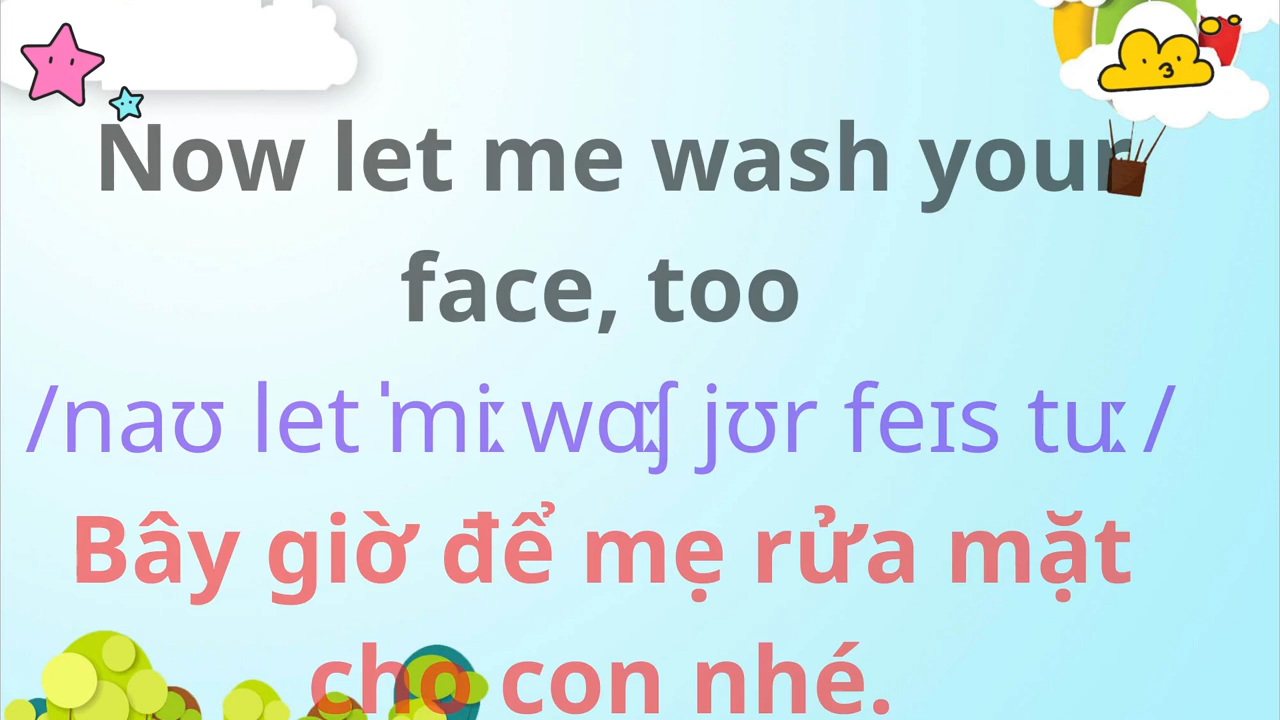 Now let me wash your
face, too
/naʊ let ˈmiː wɑːʃ jʊr feɪs tuː /
Bây giờ để mẹ rửa mặt
cho con nhé.